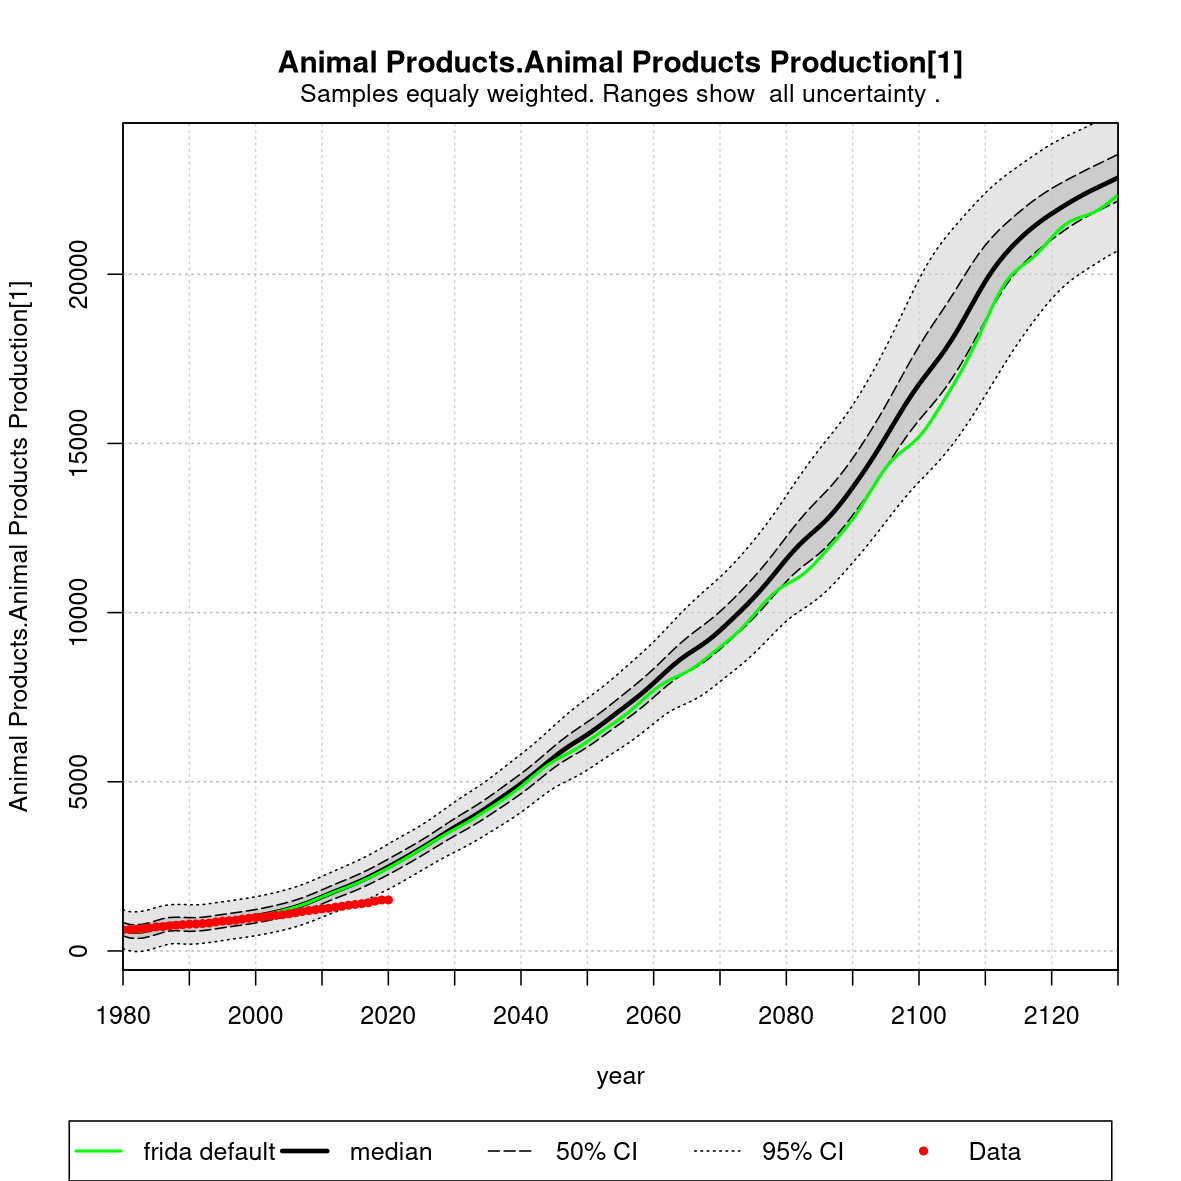 Animal Products.Animal Products Production[1]
Samples equaly weighted. Ranges show  all uncertainty .
Animal Products.Animal Products Production[1]
20000
15000
10000
5000
0
1980 2000 2020 2040 2060 2080 2100 2120
year
frida default median 50% CI 95% CI Data